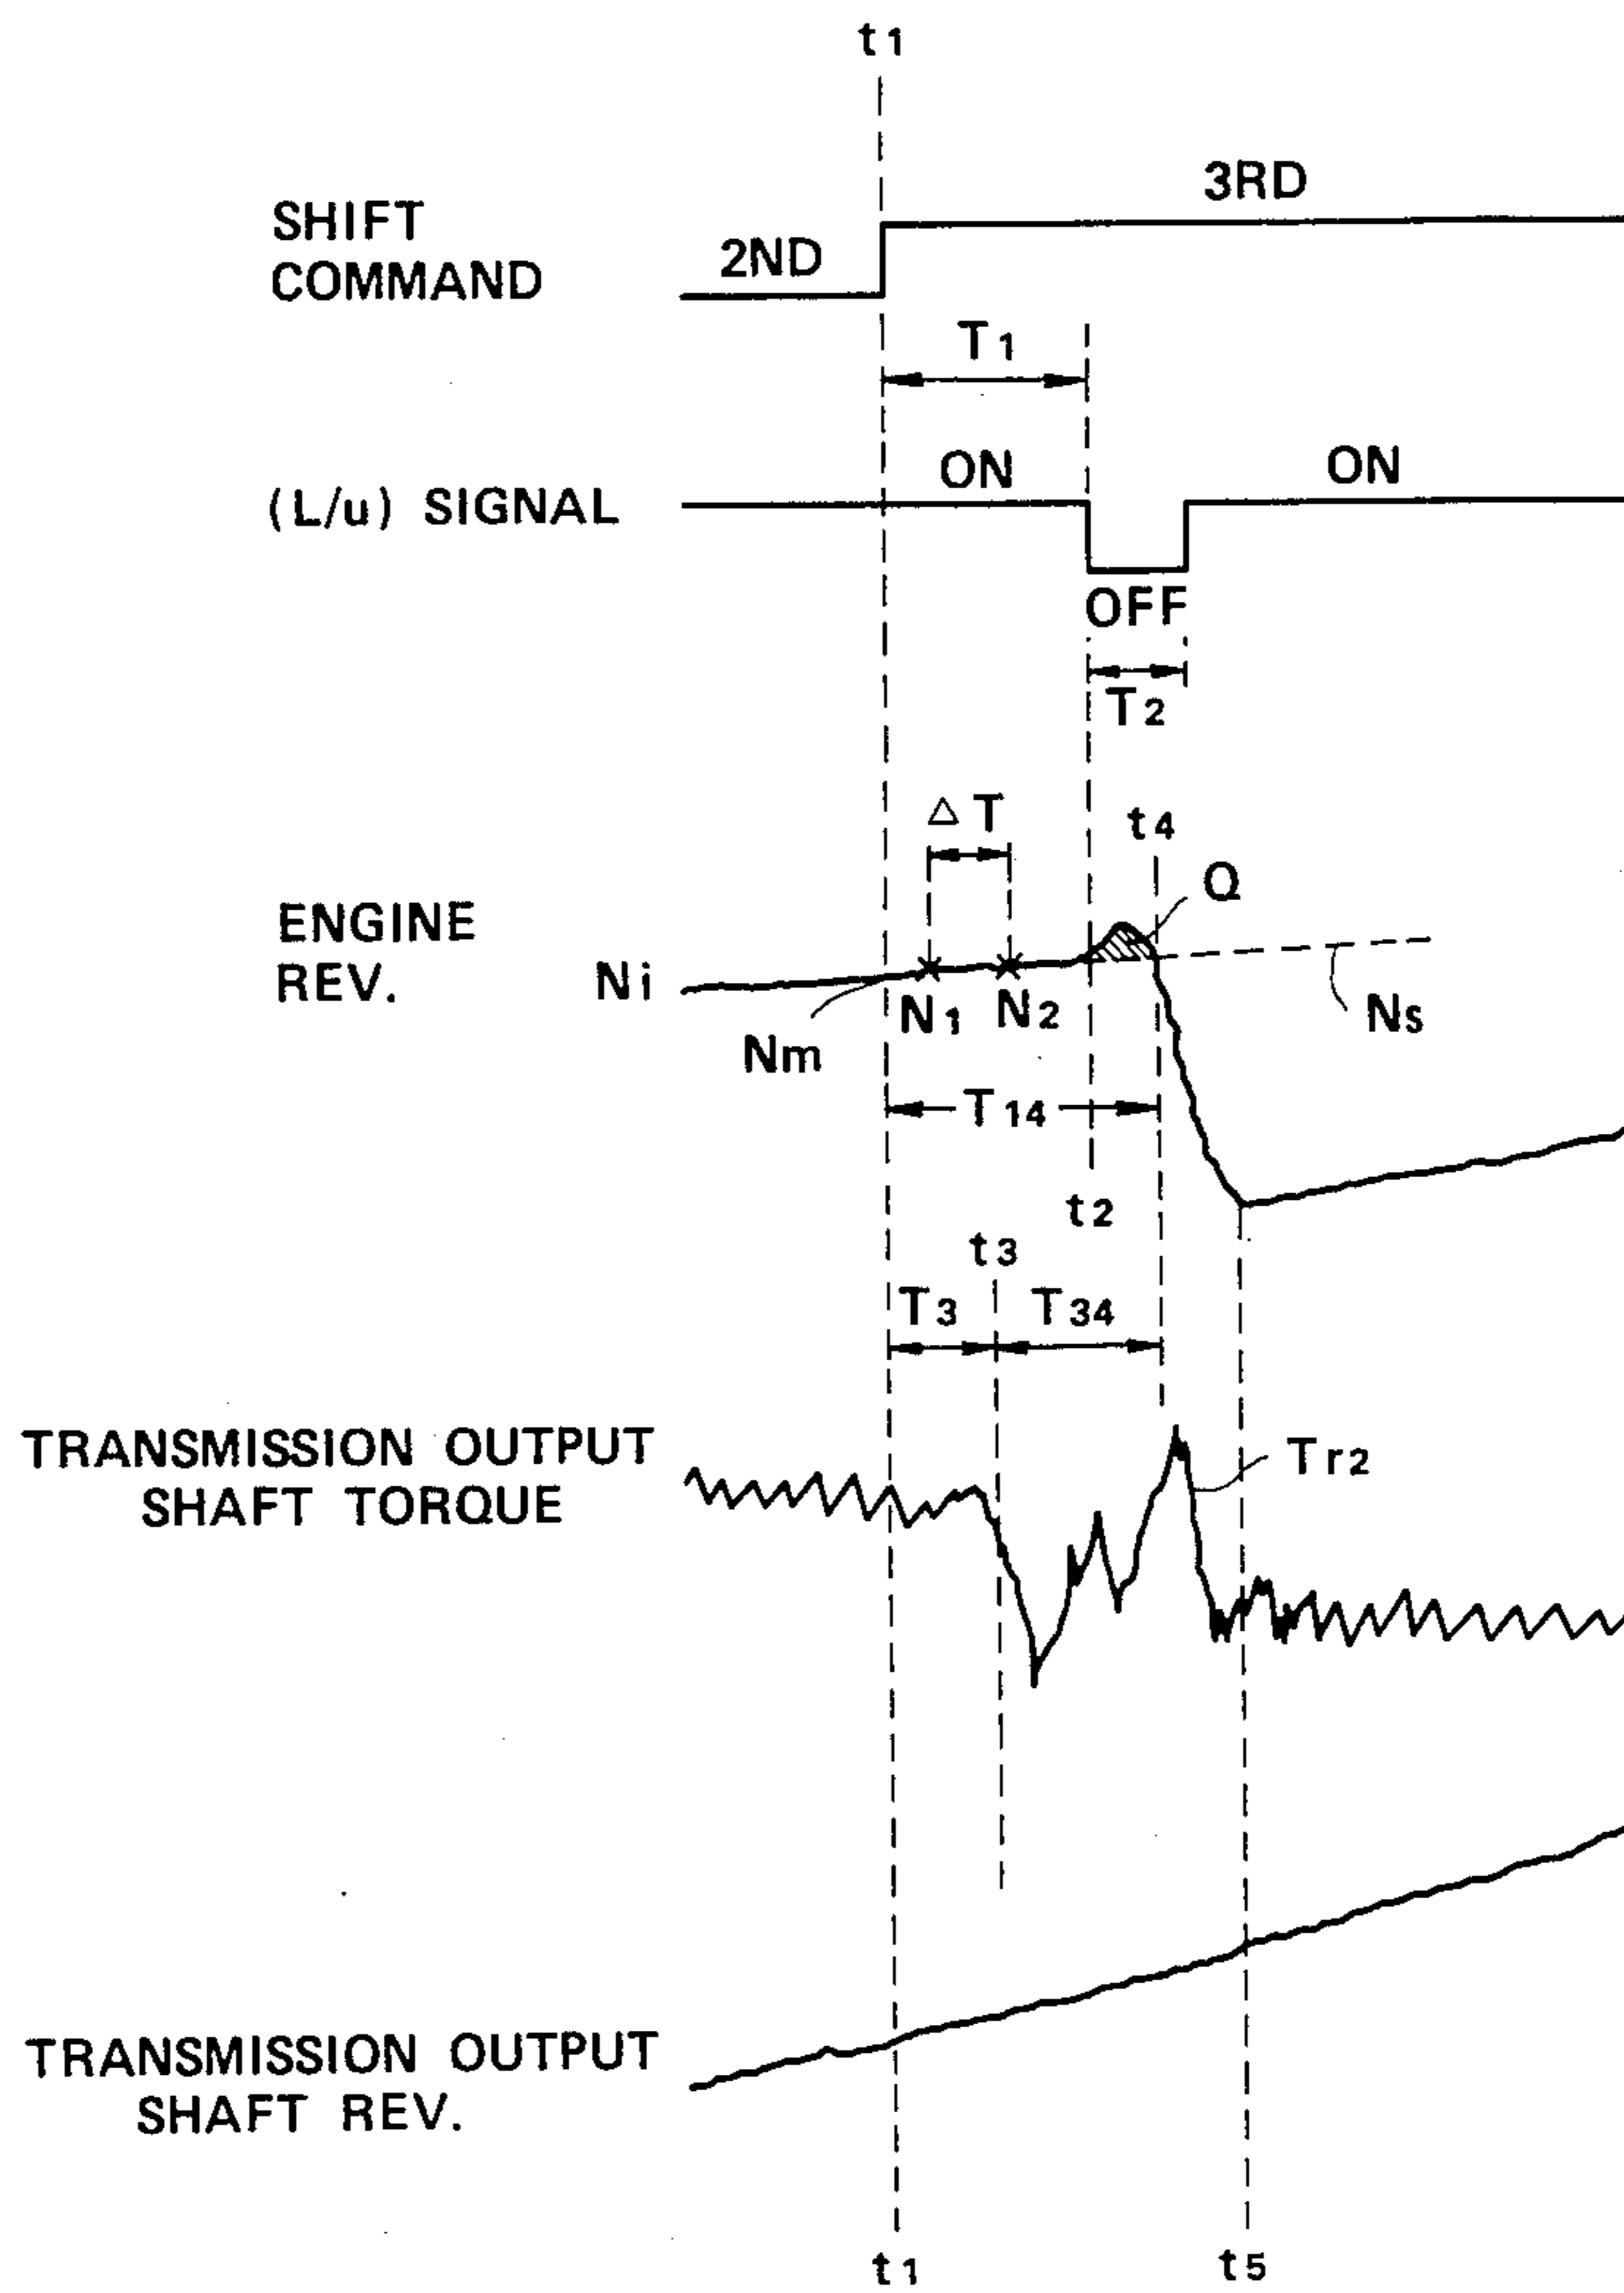 t1
3RD
SHIFT
COMMAND
2ND
T1
ON
ON
(L/u) SIGNAL
OFF
T2
△T
t4
Q
ENGINE
REV.
Ni
N1
N2
Ns
Nm
T14
t2
t3
T3
T34
TRANSMISSION OUTPUT
SHAFT TORQUE
Tr2
TRANSMISSION OUTPUT
SHAFT REV.
t1
t5